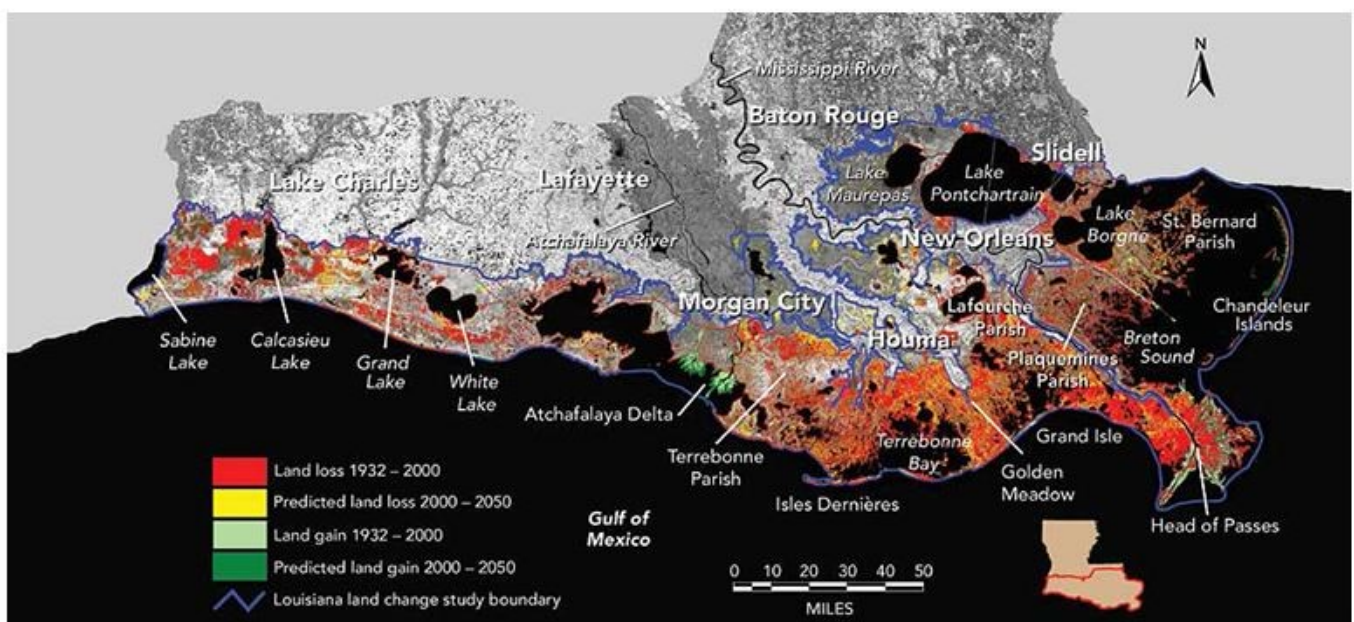 N
Mississippi River
Baton Rouge
Slidell
Lake
Maurepas
Lake
Pontchartrain
Lake Charles
Lafayette
Atchafalaya River
New Orleans
Lake
Borgne
St. Bernard
Parish
Morgan City
Lafourche
Parish
Chandeleur
Islands
Houma
Breton
Sound
Plaquemines
Parish
Sabine
Lake
Calcasieu
Lake
Grand
Lake
White
Lake
Atchafalaya Delta
Terrebonne
Parish
Terrebonne
Bay
Grand Isle
Golden
Meadow
Isles Dernières
Head of Passes
Gulf of
Mexico
Land loss 1932 – 2000
Predicted land loss 2000 – 2050
Land gain 1932 – 2000
Predicted land gain 2000 – 2050
Louisiana land change study boundary
0 10 20 30 40 50
MILES